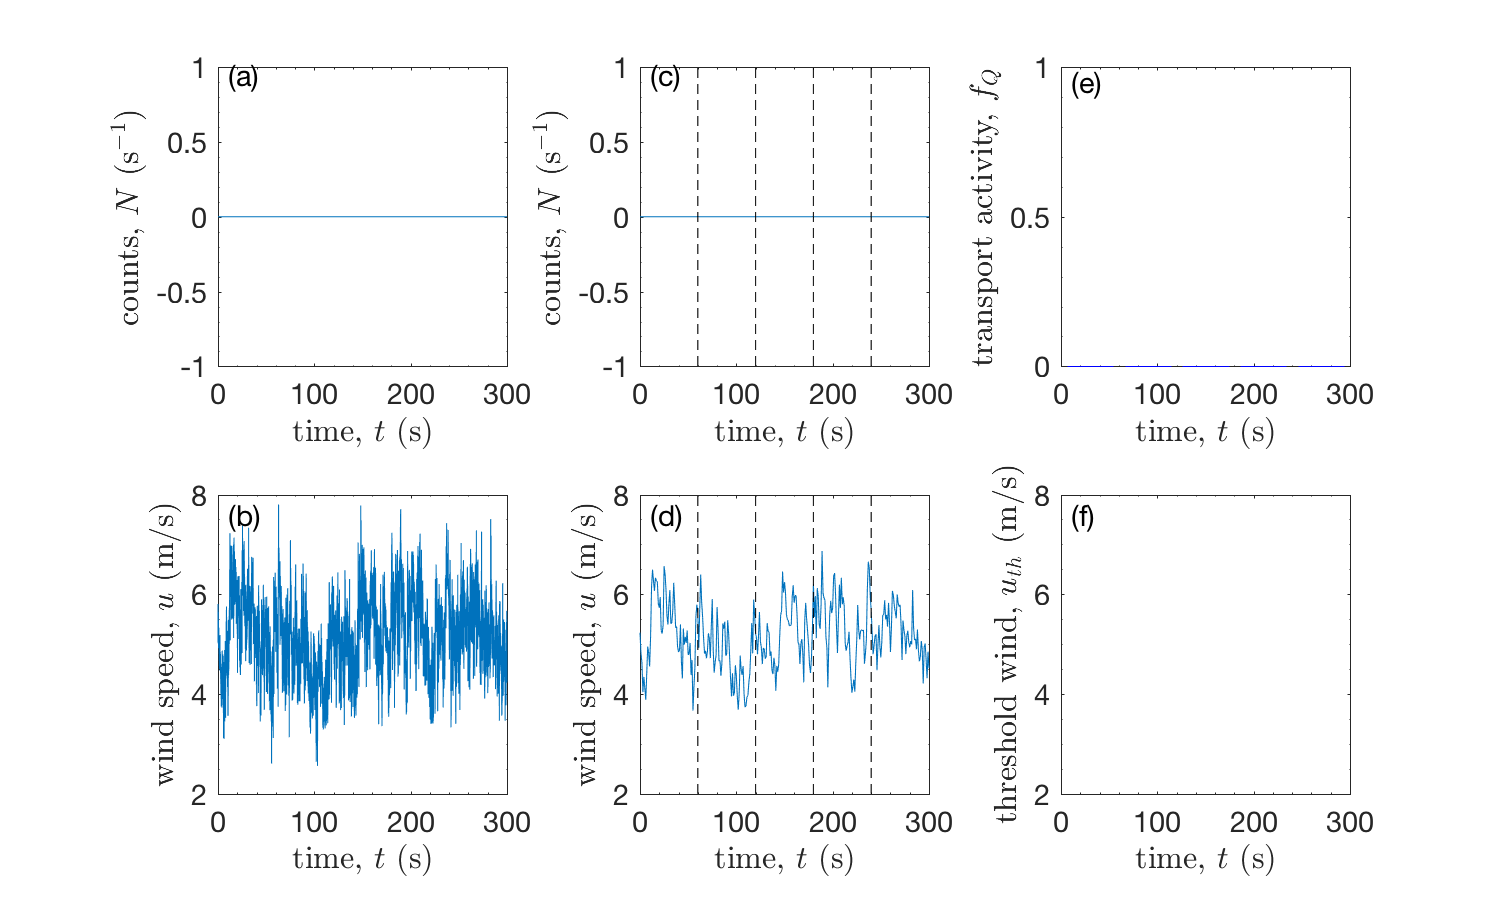 (a)
1
0.5
0
-0.5
-1
counts, N (s⁻¹)
0 100 200 300
time, t (s)
(c)
1
0.5
0
-0.5
-1
counts, N (s⁻¹)
0 100 200 300
time, t (s)
(e)
1
0.5
0
transport activity, f_Q
0 100 200 300
time, t (s)
(b)
8
6
4
2
wind speed, u (m/s)
0 100 200 300
time, t (s)
(d)
8
6
4
2
wind speed, u (m/s)
0 100 200 300
time, t (s)
(f)
8
6
4
2
threshold wind, u_th (m/s)
0 100 200 300
time, t (s)